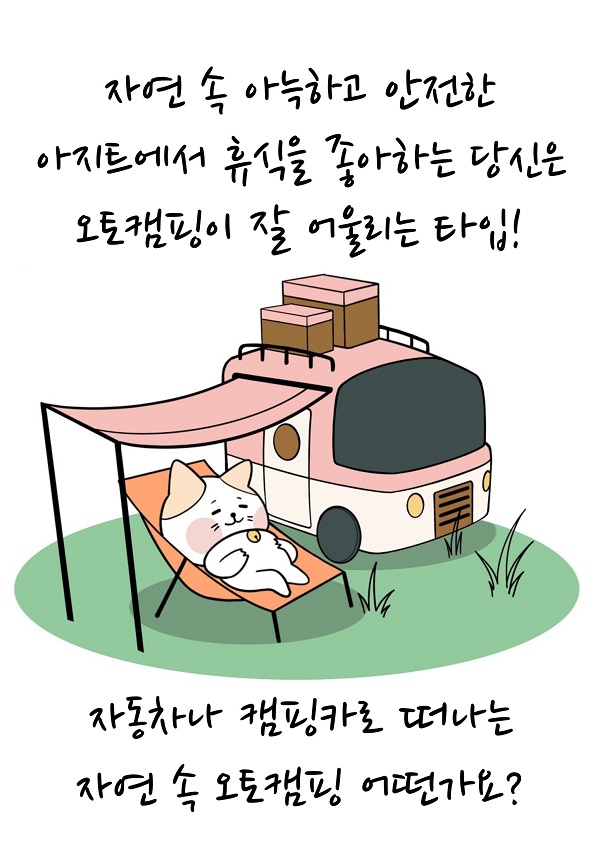 자연 속 아늑하고 안전한
아지트에서 휴식을 좋아하는 당신은
오토캠핑이 잘 어울리는 타입!
자동차나 캠핑카로 떠나는
자연 속 오토캠핑 어떤가요?